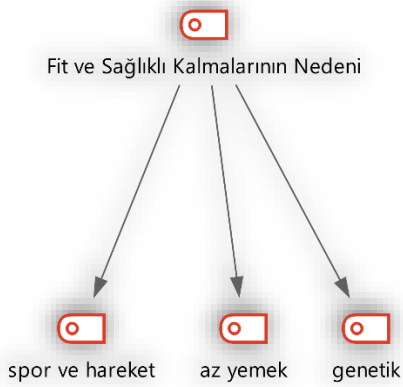 Fit ve Sağlıklı Kalmalarının Nedeni
spor ve hareket
az yemek
genetik